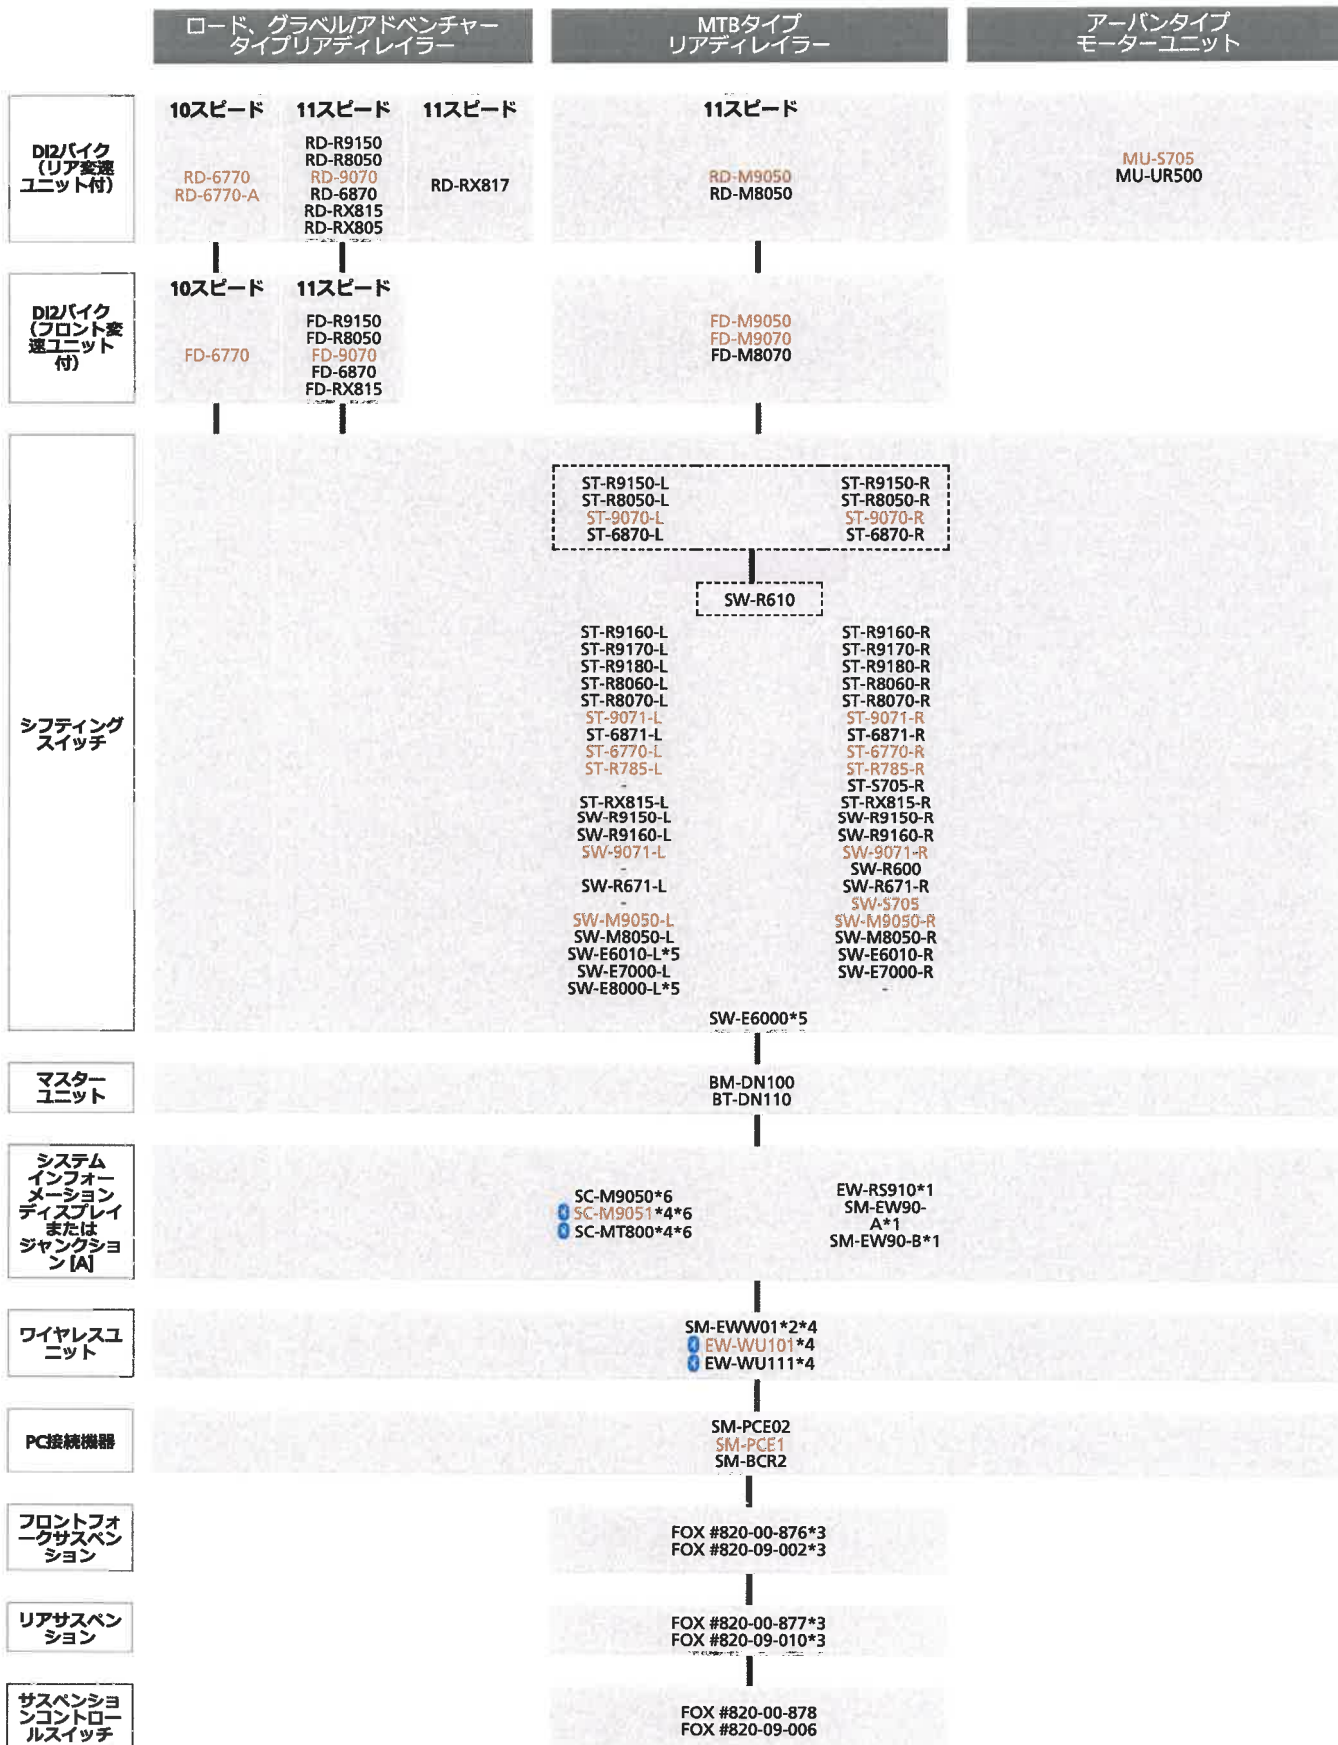 ロード、グラベル/アドベンチャー
タイプリアディレイラー
MTBタイプ
リアディレイラー
アーバンタイプ
モーターユニット
DI2バイク
（リア変速
ユニット付）
10スピード
RD-6770
RD-6770-A
11スピード
RD-R9150
RD-R8050
RD-9070
RD-6870
RD-RX815
RD-RX805
11スピード
RD-RX817
11スピード
RD-M9050
RD-M8050
MU-S705
MU-UR500
DI2バイク
（フロント変
速ユニット
付）
10スピード
FD-6770
11スピード
FD-R9150
FD-R8050
FD-9070
FD-6870
FD-RX815
FD-M9050
FD-M9070
FD-M8070
シフティング
スイッチ
ST-R9150-L ST-R9150-R
ST-R8050-L ST-R8050-R
ST-9070-L ST-9070-R
ST-6870-L ST-6870-R
SW-R610
ST-R9160-L ST-R9160-R
ST-R9170-L ST-R9170-R
ST-R9180-L ST-R9180-R
ST-R8060-L ST-R8060-R
ST-R8070-L ST-R8070-R
ST-9071-L ST-9071-R
ST-6871-L ST-6871-R
ST-6770-L ST-6770-R
ST-R785-L ST-R785-R
- ST-S705-R
ST-RX815-L ST-RX815-R
SW-R9150-L SW-R9150-R
SW-R9160-L SW-R9160-R
SW-9071-L SW-9071-R
- SW-R600
SW-R671-L SW-R671-R
- SW-S705
SW-M9050-L SW-M9050-R
SW-M8050-L SW-M8050-R
SW-E6010-L*5 SW-E6010-R
SW-E7000-L SW-E7000-R
SW-E8000-L*5 -
SW-E6000*5
マスター
ユニット
BM-DN100
BT-DN110
システム
インフォー
メーション
ディスプレイ
または
ジャンクショ
ン [A]
SC-M9050*6
SC-M9051*4*6
SC-MT800*4*6
EW-RS910*1
SM-EW90-
A*1
SM-EW90-B*1
ワイヤレスユ
ニット
SM-EWW01*2*4
EW-WU101*4
EW-WU111*4
PC接続機器
SM-PCE02
SM-PCE1
SM-BCR2
フロントフォ
ークサスペン
ション
FOX #820-00-876*3
FOX #820-09-002*3
リアサスペン
ション
FOX #820-00-877*3
FOX #820-09-010*3
サスペンショ
ンコントロー
ルスイッチ
FOX #820-00-878
FOX #820-09-006